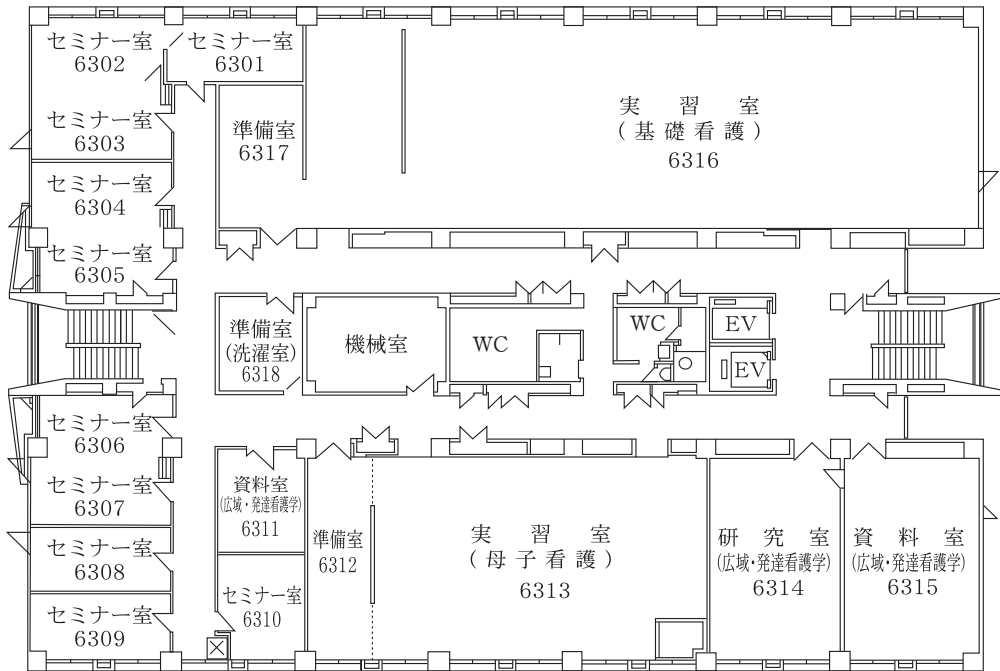 セミナー室
6302
セミナー室
6301
セミナー室
6303
準備室
6317
実習室
(基礎看護)
6316
セミナー室
6304
セミナー室
6305
準備室
(洗濯室)
6318
機械室
WC
WC
EV
EV
セミナー室
6306
セミナー室
6307
セミナー室
6308
セミナー室
6309
資料室
(広域・発達看護学)
6311
セミナー室
6310
準備室
6312
実習室
(母子看護)
6313
研究室
(広域・発達看護学)
6314
資料室
(広域・発達看護学)
6315